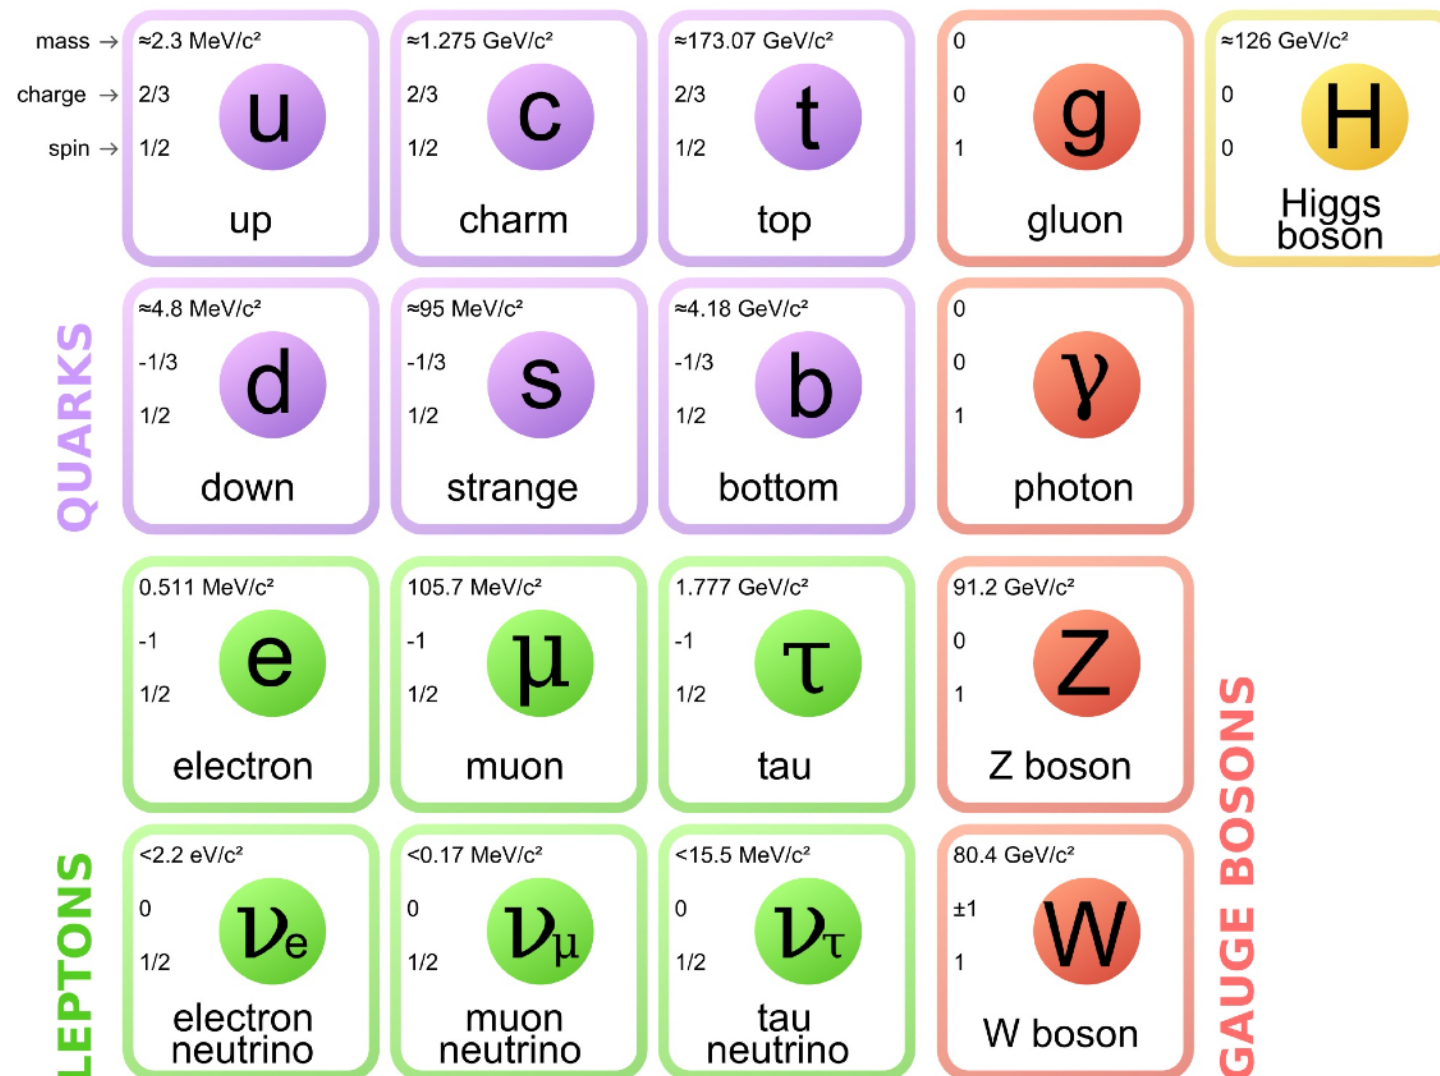 mass → ≈2.3 MeV/c²
charge → 2/3
spin → 1/2
u
up
≈1.275 GeV/c²
2/3
1/2
c
charm
≈173.07 GeV/c²
2/3
1/2
t
top
0
0
1
g
gluon
≈126 GeV/c²
0
0
H
Higgs
boson
QUARKS
≈4.8 MeV/c²
-1/3
1/2
d
down
≈95 MeV/c²
-1/3
1/2
s
strange
≈4.18 GeV/c²
-1/3
1/2
b
bottom
0
0
1
γ
photon
0.511 MeV/c²
-1
1/2
e
electron
105.7 MeV/c²
-1
1/2
μ
muon
1.777 GeV/c²
-1
1/2
τ
tau
91.2 GeV/c²
0
1
Z
Z boson
LEPTONS
<2.2 eV/c²
0
1/2
νe
electron
neutrino
<0.17 MeV/c²
0
1/2
νμ
muon
neutrino
<15.5 MeV/c²
0
1/2
ντ
tau
neutrino
80.4 GeV/c²
±1
1
W
W boson
GAUGE BOSONS